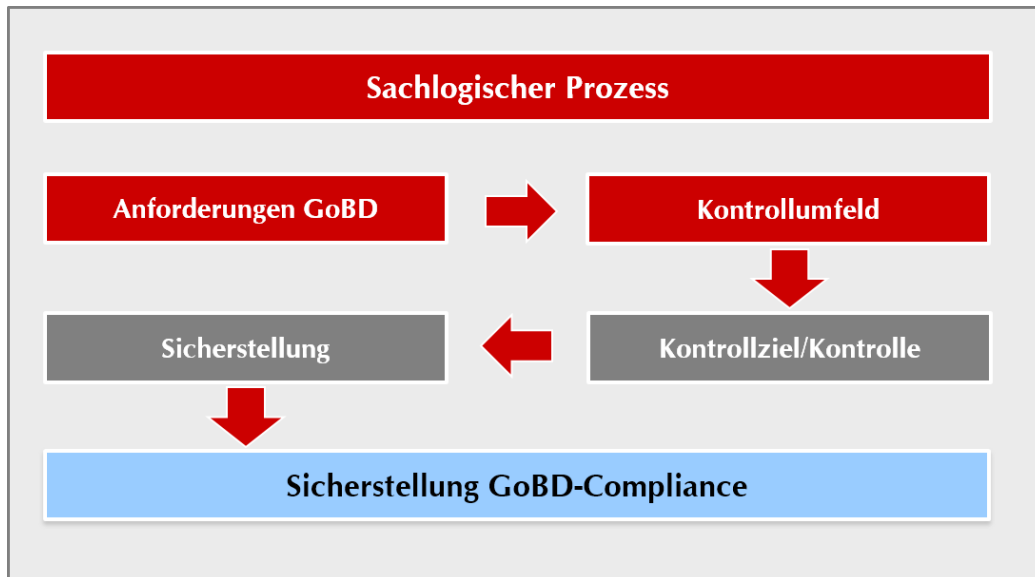 Sachlogischer Prozess
Anforderungen GoBD
Kontrollumfeld
Sicherstellung
Kontrollziel/Kontrolle
Sicherstellung GoBD-Compliance